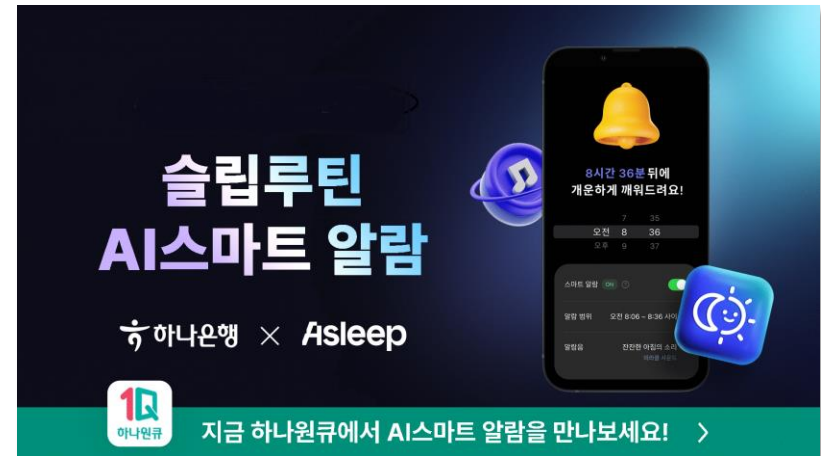 슬립루틴
AI스마트 알람
하나은행 × Asleep
8시간 36분 뒤에
개운하게 깨워드려요!
7 35
오전 8 36
오후 9 37
스마트 알람 ON
알람 범위 오전 8:06 ~ 8:36 사이
알람음 잔잔한 아침의 소리
1Q
하나원큐
지금 하나원큐에서 AI스마트 알람을 만나보세요! 〉